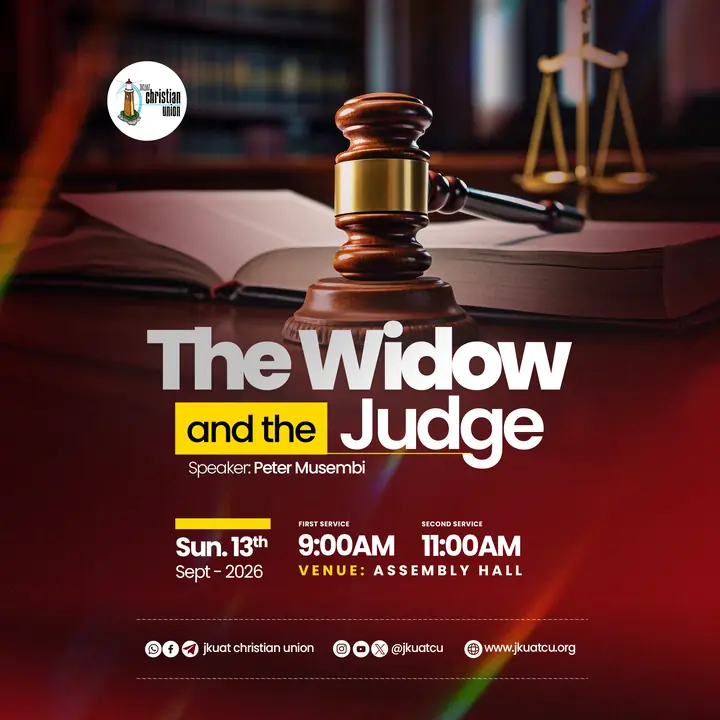 JKUAT
christian
union
The Widow
and the Judge
Speaker: Peter Musembi
Sun. 13th
Sept - 2026
FIRST SERVICE
9:00AM
SECOND SERVICE
11:00AM
VENUE: ASSEMBLY HALL
jkuat christian union
@jkuatcu
www.jkuatcu.org